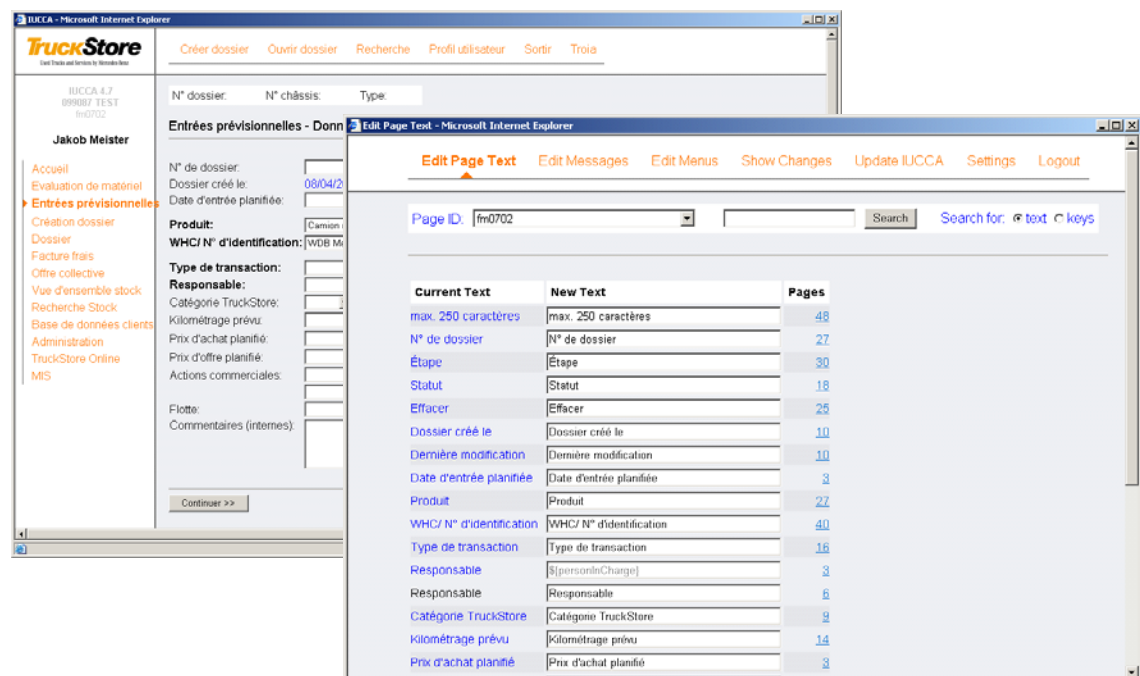 IUCCA - Microsoft Internet Explorer
TruckStore
Used Trucks and Services by Mercedes-Benz
Créer dossier Ouvrir dossier Recherche Profil utilisateur Sortir Troia
IUCCA 4.7
099087 TEST
fm0702
Jakob Meister
Accueil
Evaluation de matériel
Entrées prévisionnelles
Création dossier
Dossier
Facture frais
Offre collective
Vue d'ensemble stock
Recherche Stock
Base de données clients
Administration
TruckStore Online
MIS
N° dossier: N° châssis: Type:
Entrées prévisionnelles - Donn
N° de dossier:
Dossier créé le: 08/04/2
Date d'entrée planifiée:
Produit: Camion
WHC/ N° d'identification: WDB M
Type de transaction:
Responsable:
Catégorie TruckStore:
Kilométrage prévu:
Prix d'achat planifié:
Prix d'offre planifié:
Actions commerciales:
Flotte:
Commentaires (internes):
Continuer >>
Edit Page Text - Microsoft Internet Explorer
Edit Page Text Edit Messages Edit Menus Show Changes Update IUCCA Settings Logout
Page ID: fm0702 Search Search for: text keys
Current Text New Text Pages
max. 250 caractères max. 250 caractères 48
N° de dossier N° de dossier 27
Étape Étape 30
Statut Statut 18
Effacer Effacer 25
Dossier créé le Dossier créé le 10
Dernière modification Dernière modification 10
Date d'entrée planifiée Date d'entrée planifiée 3
Produit Produit 27
WHC/ N° d'identification WHC/ N° d'identification 40
Type de transaction Type de transaction 16
Responsable $[personInCharge] 3
Responsable Responsable 6
Catégorie TruckStore Catégorie TruckStore 9
Kilométrage prévu Kilométrage prévu 14
Prix d'achat planifié Prix d'achat planifié 3